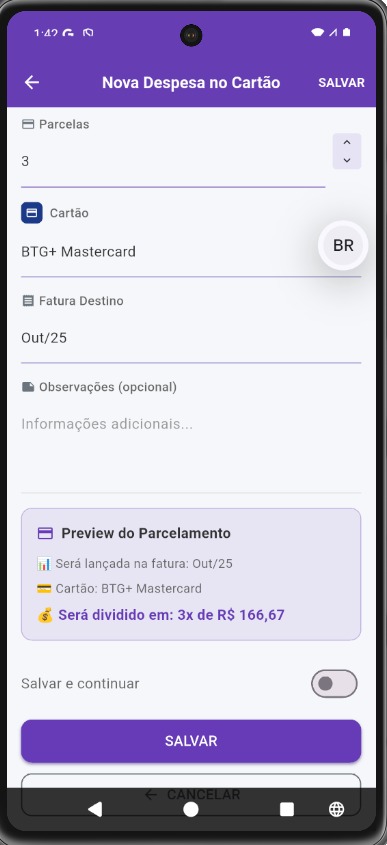 1:42
Nova Despesa no Cartão SALVAR
Parcelas
3
Cartão
BTG+ Mastercard
BR
Fatura Destino
Out/25
Observações (opcional)
Informações adicionais...
Preview do Parcelamento
Será lançada na fatura: Out/25
Cartão: BTG+ Mastercard
Será dividido em: 3x de R$ 166,67
Salvar e continuar
SALVAR
CANCELAR